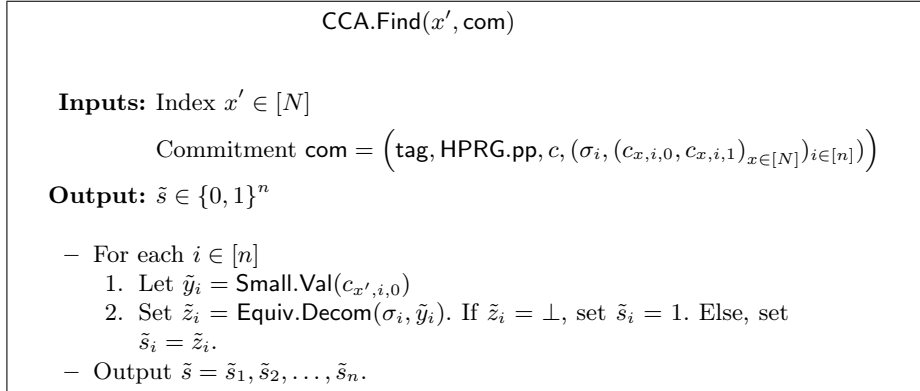 CCA.Find(x′, com)
Inputs: Index x′ ∈ [N]
Commitment com = (tag, HPRG.pp, c, (σ_i, (c_{x,i,0}, c_{x,i,1})_{x∈[N]})_{i∈[n]})
Output: s̃ ∈ {0, 1}^n
– For each i ∈ [n]
1. Let ỹ_i = Small.Val(c_{x′,i,0})
2. Set z̃_i = Equiv.Decom(σ_i, ỹ_i). If z̃_i = ⊥, set s̃_i = 1. Else, set
s̃_i = z̃_i.
– Output s̃ = s̃_1, s̃_2, . . . , s̃_n.